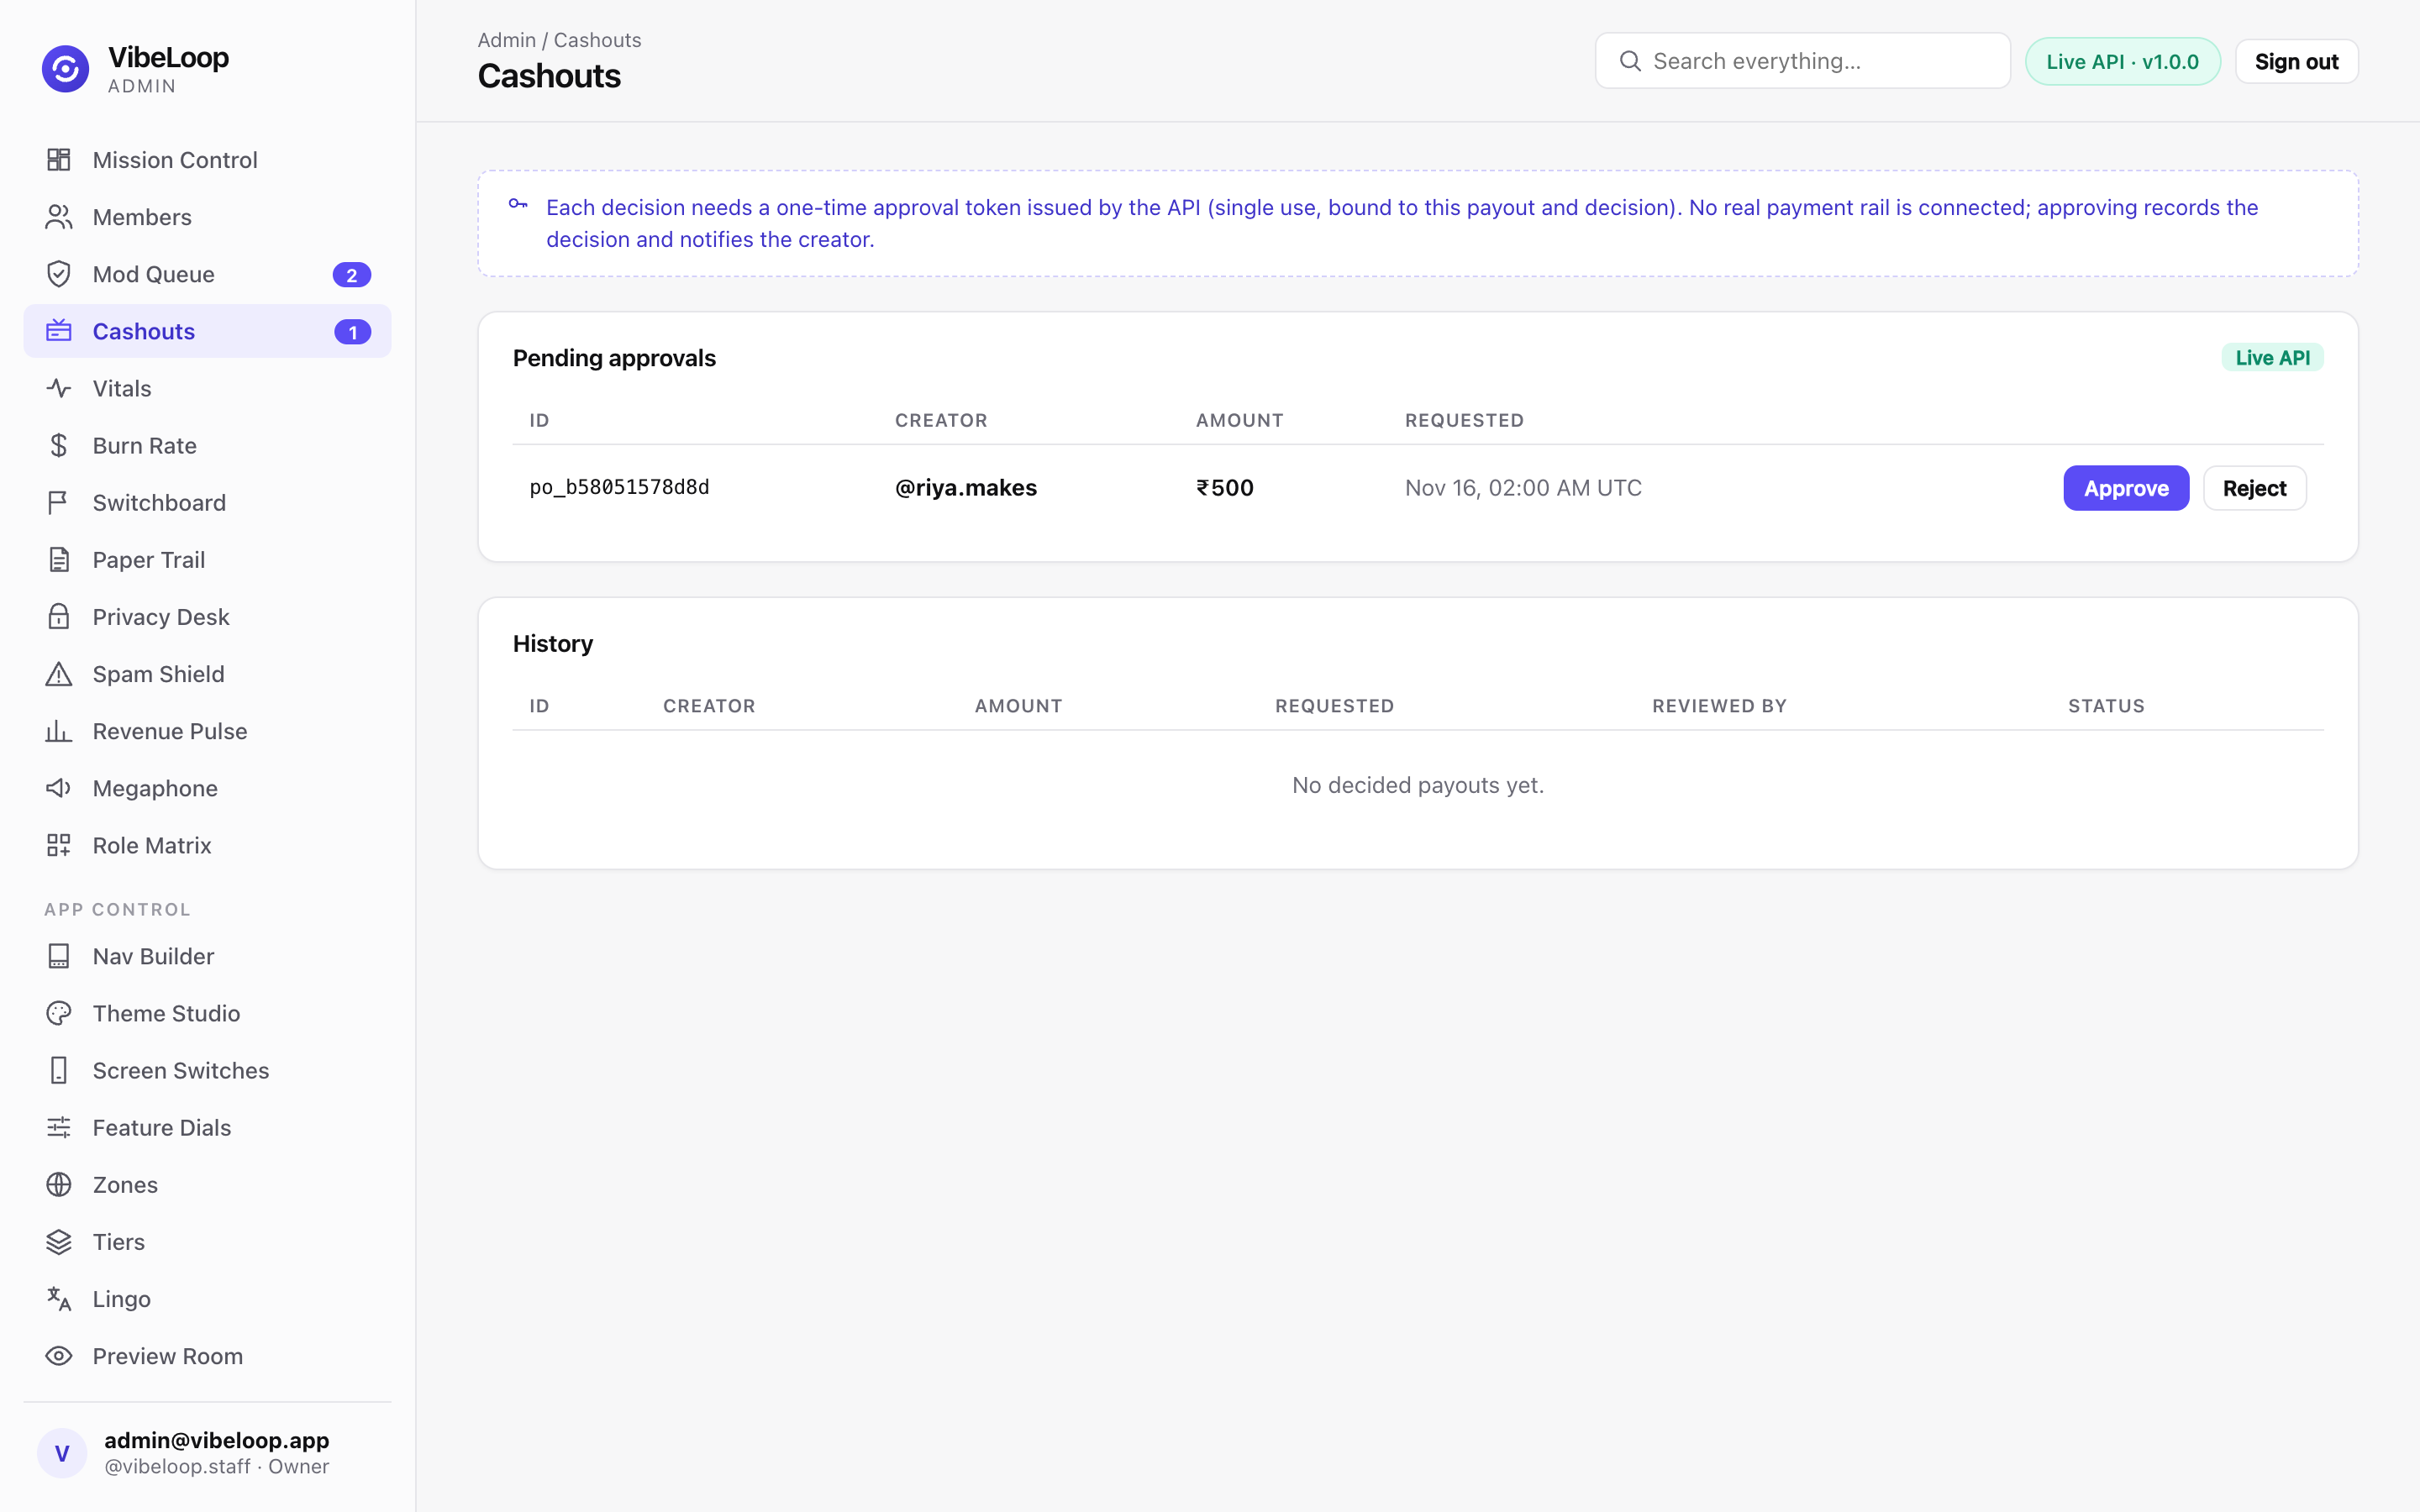 VibeLoop
ADMIN
Mission Control
Members
Mod Queue 2
Cashouts 1
Vitals
Burn Rate
Switchboard
Paper Trail
Privacy Desk
Spam Shield
Revenue Pulse
Megaphone
Role Matrix
APP CONTROL
Nav Builder
Theme Studio
Screen Switches
Feature Dials
Zones
Tiers
Lingo
Preview Room
V
admin@vibeloop.app
@vibeloop.staff · Owner
Admin / Cashouts
Cashouts
Search everything...
Live API · v1.0.0
Sign out
Each decision needs a one-time approval token issued by the API (single use, bound to this payout and decision). No real payment rail is connected; approving records the
decision and notifies the creator.
Pending approvals
Live API
ID CREATOR AMOUNT REQUESTED
po_b58051578d8d @riya.makes ₹500 Nov 16, 02:00 AM UTC Approve Reject
History
ID CREATOR AMOUNT REQUESTED REVIEWED BY STATUS
No decided payouts yet.